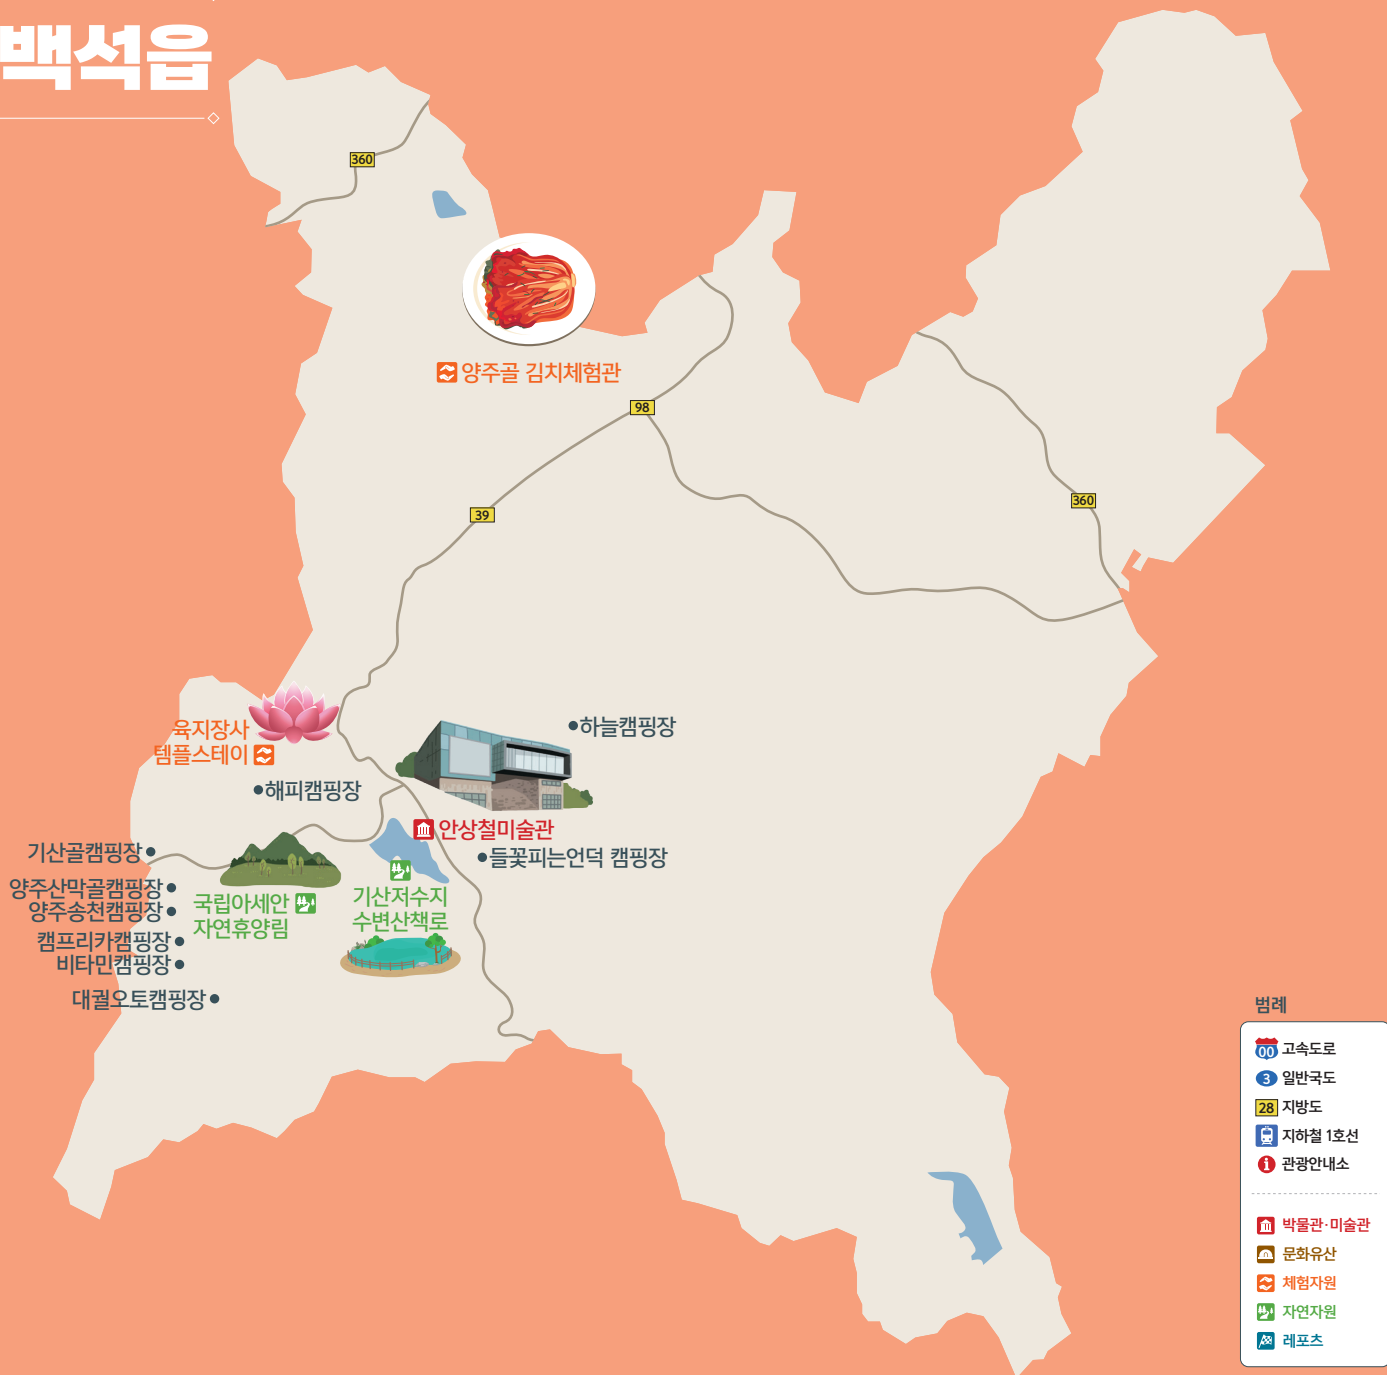 백석읍
360
양주골 김치체험관
98
39
360
육지장사
템플스테이
하늘캠핑장
해피캠핑장
안상철미술관
들꽃피는언덕 캠핑장
기산골캠핑장
양주산막골캠핑장
양주송천캠핑장
캠프리카캠핑장
비타민캠핑장
대궐오토캠핑장
국립아세안
자연휴양림
기산저수지
수변산책로
범례
00 고속도로
3 일반국도
28 지방도
지하철 1호선
i 관광안내소
박물관·미술관
문화유산
체험자원
자연자원
레포츠